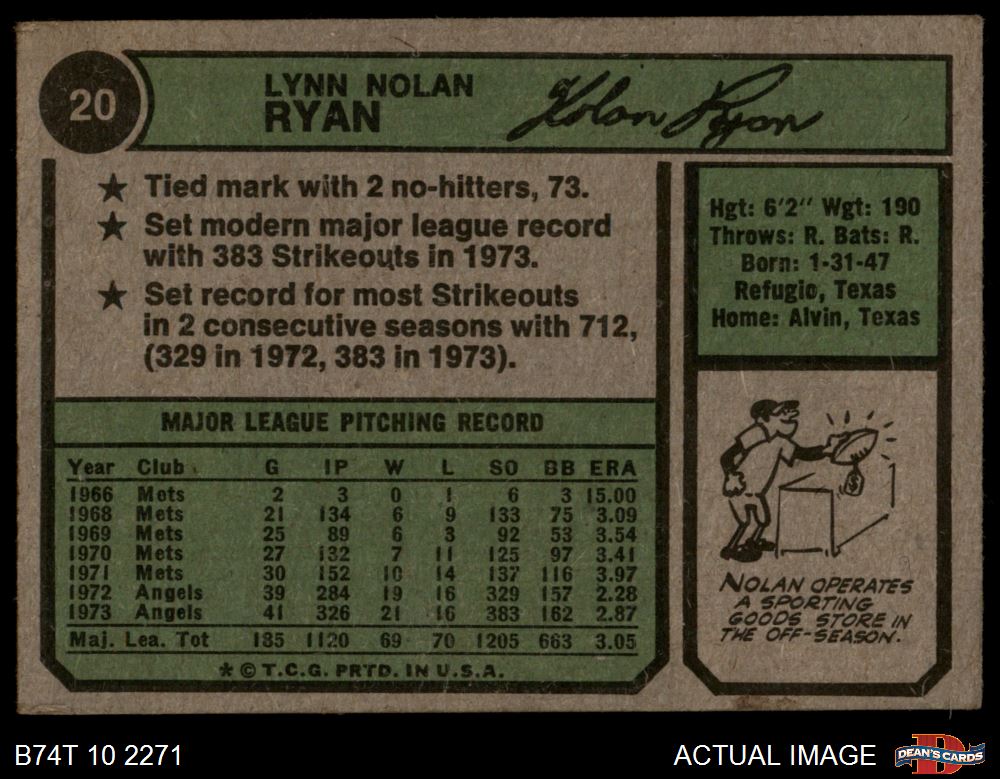 20
LYNN NOLAN
RYAN
Nolan Ryan
★ Tied mark with 2 no-hitters, 73.
★ Set modern major league record
with 383 Strikeouts in 1973.
★ Set record for most Strikeouts
in 2 consecutive seasons with 712,
(329 in 1972, 383 in 1973).
Hgt: 6'2" Wgt: 190
Throws: R. Bats: R.
Born: 1-31-47
Refugio, Texas
Home: Alvin, Texas
MAJOR LEAGUE PITCHING RECORD
Year Club G IP W L SO BB ERA
1966 Mets 2 3 0 1 6 3 15.00
1968 Mets 21 134 6 9 133 75 3.09
1969 Mets 25 89 6 3 92 53 3.54
1970 Mets 27 132 7 11 125 97 3.41
1971 Mets 30 152 10 14 137 116 3.97
1972 Angels 39 284 19 16 329 157 2.28
1973 Angels 41 326 21 16 383 162 2.87
Maj. Lea. Tot 185 1120 69 70 1205 663 3.05
* © T.C.G. PRTD. IN U.S.A.
$
NOLAN OPERATES
A SPORTING
GOODS STORE IN
THE OFF-SEASON.
B74T 10 2271
ACTUAL IMAGE
D
DEAN'S CARDS